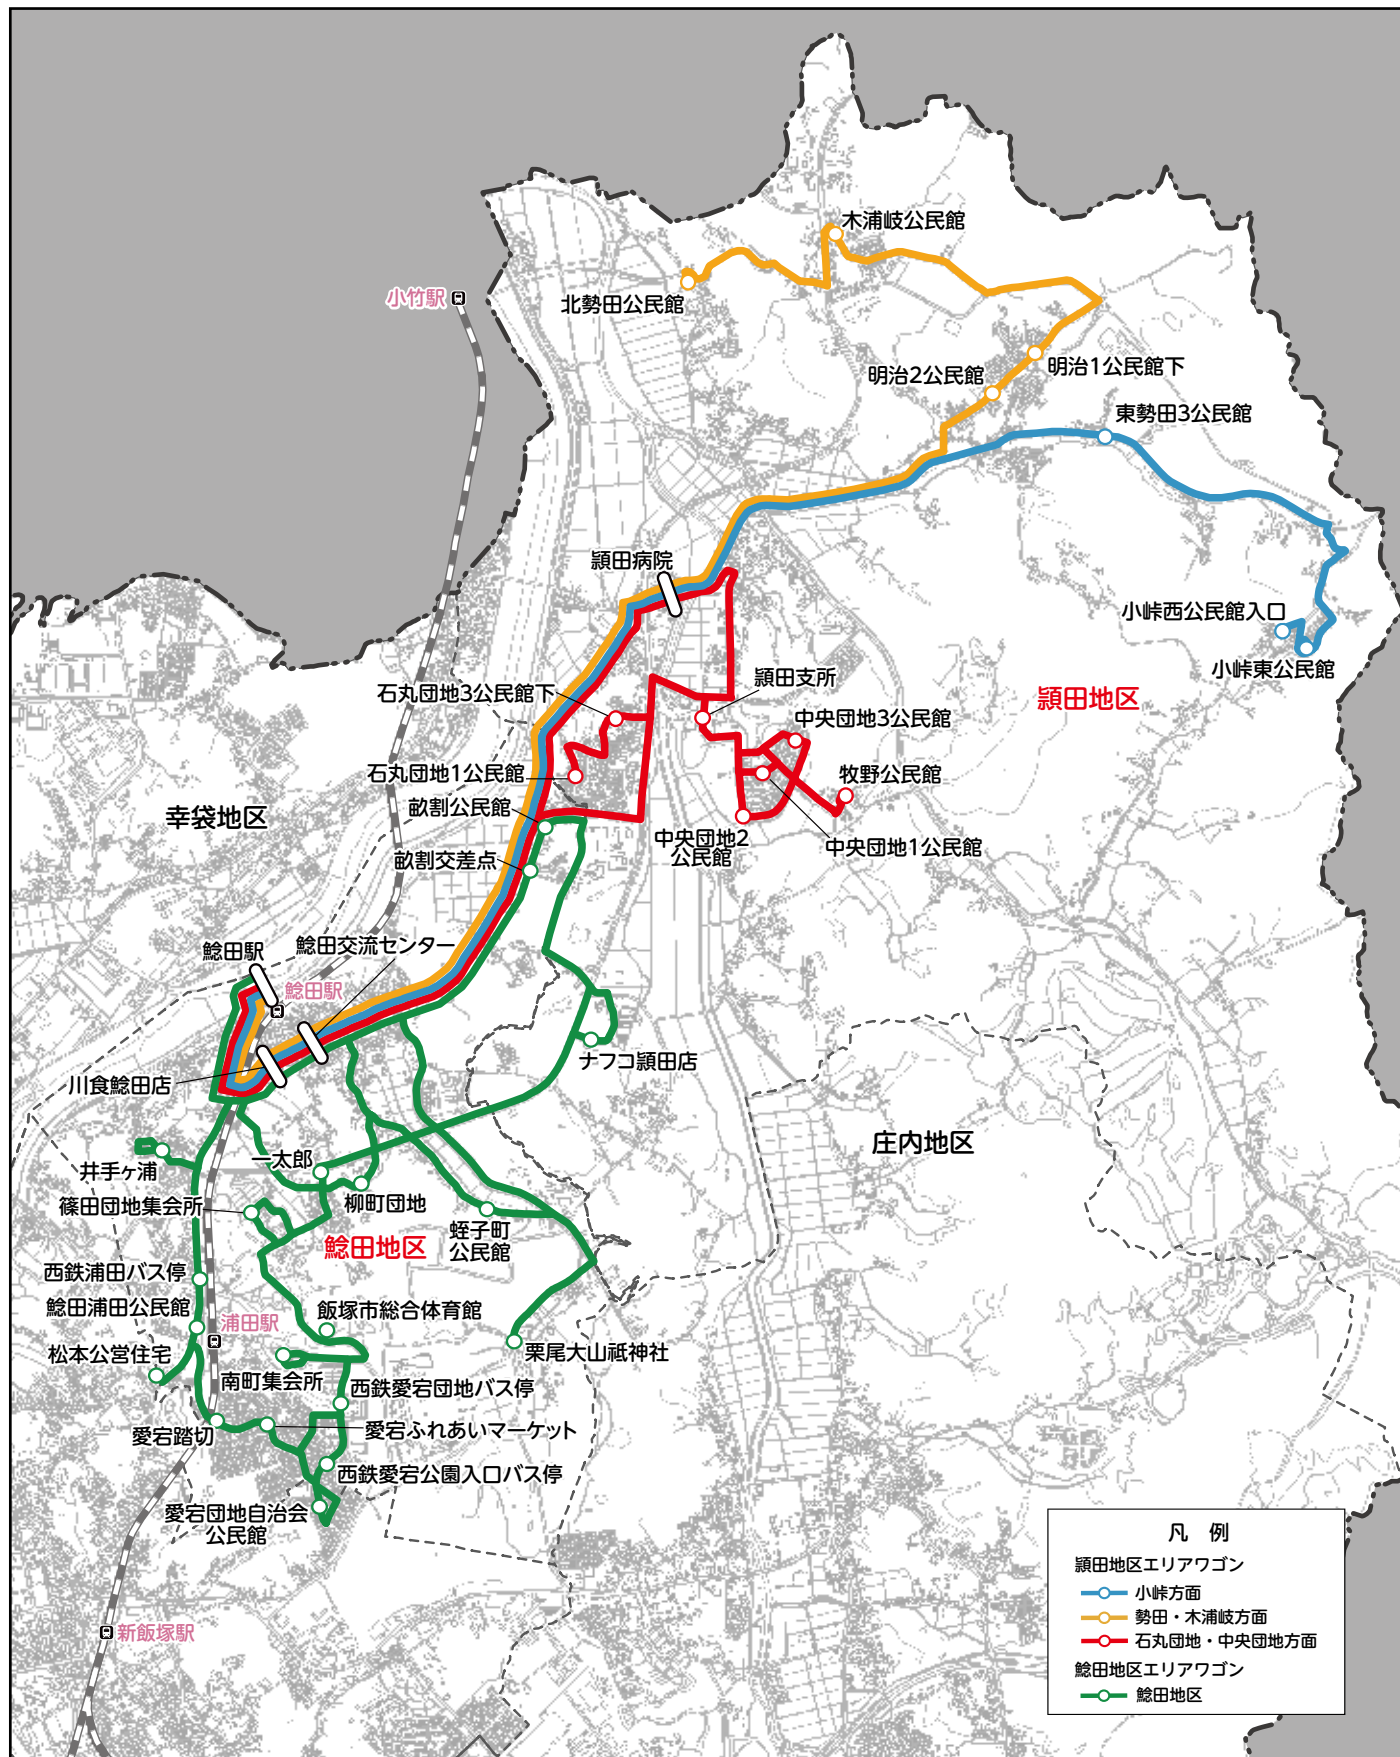 木浦岐公民館
小竹駅
北勢田公民館
明治1公民館下
明治2公民館
東勢田3公民館
頴田病院
小峠西公民館入口
小峠東公民館
石丸団地3公民館下
頴田支所
頴田地区
中央団地3公民館
石丸団地1公民館
牧野公民館
畝割公民館
幸袋地区
中央団地2
公民館
中央団地1公民館
畝割交差点
鯰田交流センター
鯰田駅
鯰田駅
ナフコ頴田店
川食鯰田店
庄内地区
一太郎
井手ヶ浦
柳町団地
篠田団地集会所
蛭子町
公民館
鯰田地区
西鉄浦田バス停
鯰田浦田公民館
飯塚市総合体育館
浦田駅
松本公営住宅
栗尾大山祇神社
南町集会所
西鉄愛宕団地バス停
愛宕踏切
愛宕ふれあいマーケット
西鉄愛宕公園入口バス停
愛宕団地自治会
公民館
新飯塚駅
凡 例
頴田地区エリアワゴン
小峠方面
勢田・木浦岐方面
石丸団地・中央団地方面
鯰田地区エリアワゴン
鯰田地区